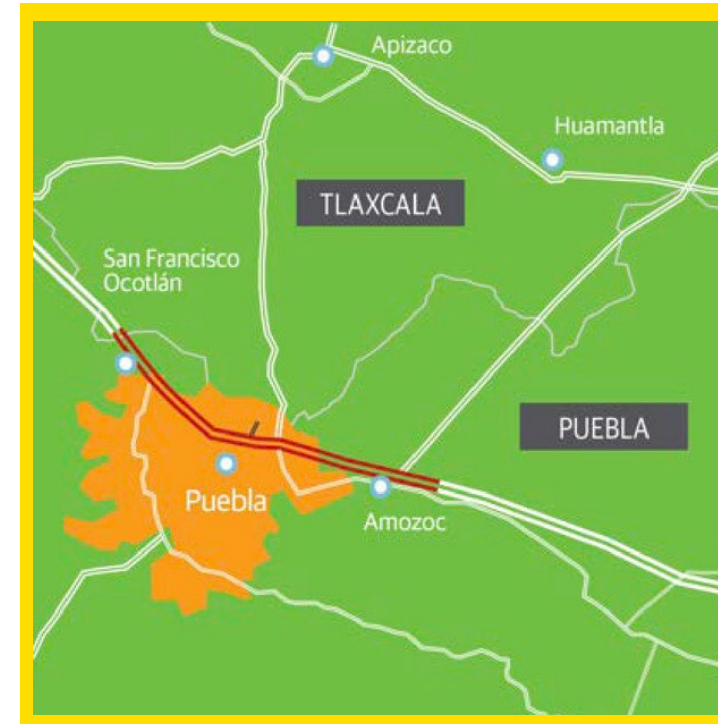 Apizaco
Huamantla
TLAXCALA
San Francisco
Ocotlán
PUEBLA
Puebla
Amozoc